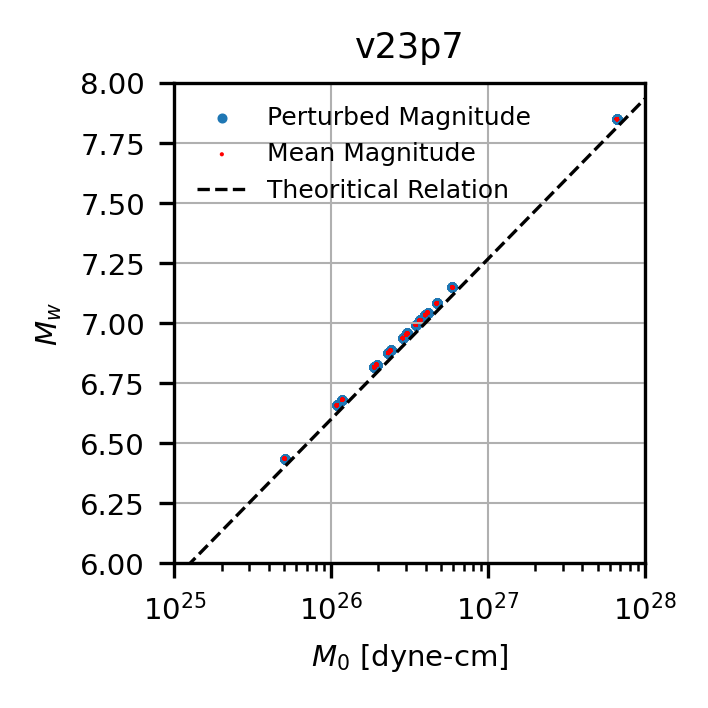 v23p7
8.00
7.75
7.50
7.25
7.00
6.75
6.50
6.25
6.00
Perturbed Magnitude
Mean Magnitude
Theoritical Relation
M_w
10^25 10^26 10^27 10^28
M_0 [dyne-cm]